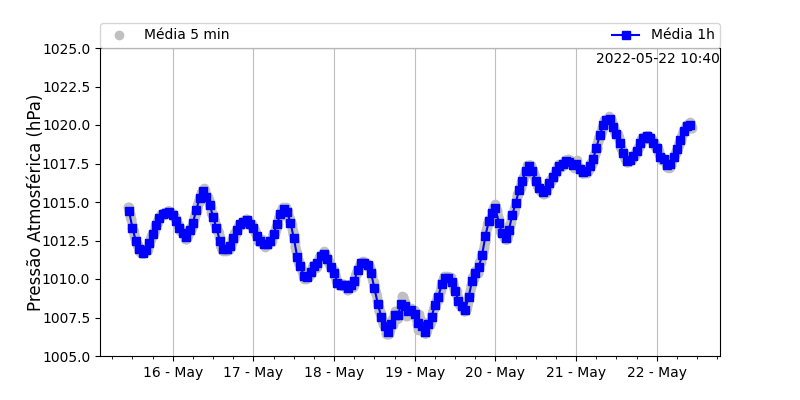 Média 5 min
Média 1h
2022-05-22 10:40
Pressão Atmosférica (hPa)
1025.0
1022.5
1020.0
1017.5
1015.0
1012.5
1010.0
1007.5
1005.0
16 - May
17 - May
18 - May
19 - May
20 - May
21 - May
22 - May